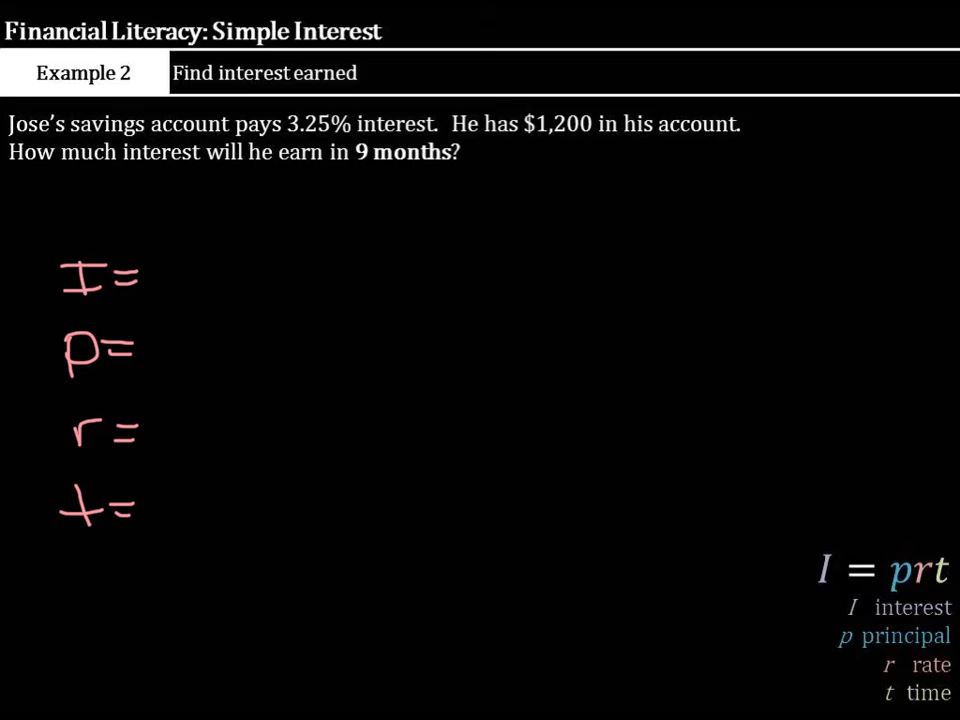 Financial Literacy: Simple Interest
Example 2 Find interest earned
Jose's savings account pays 3.25% interest. He has $1,200 in his account.
How much interest will he earn in 9 months?
I =
p =
r =
t =
I = prt
I interest
p principal
r rate
t time